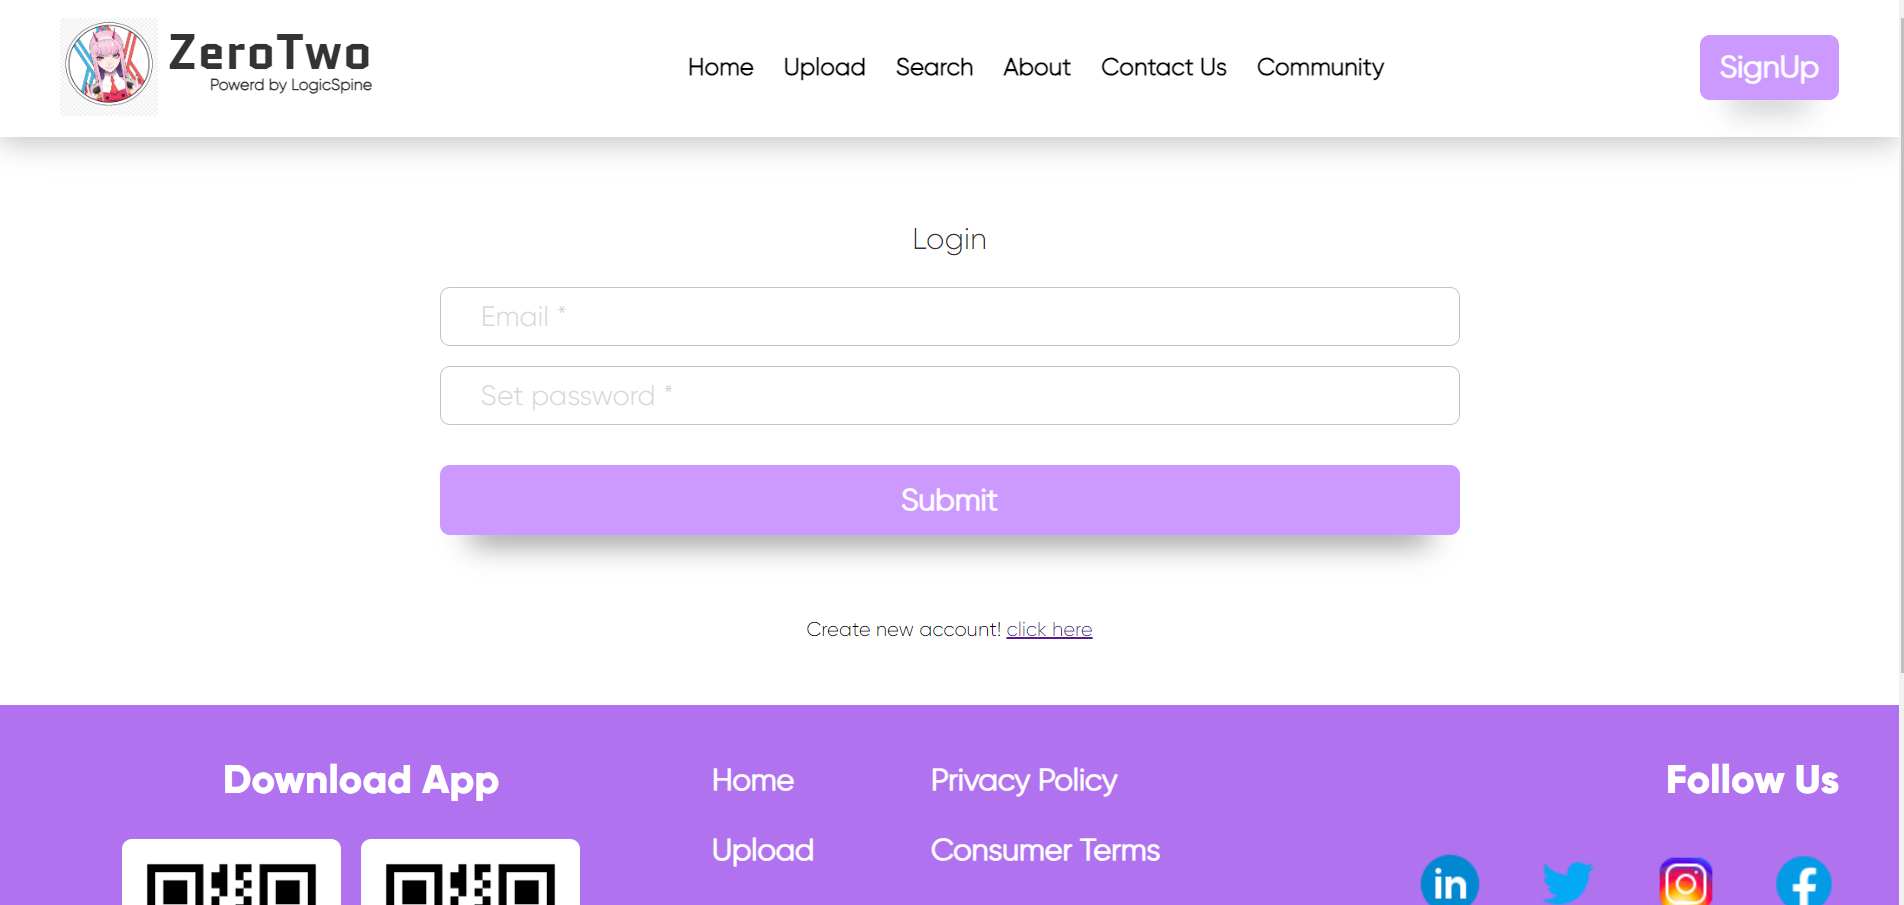 ZeroTwo
Powerd by LogicSpine
Home Upload Search About Contact Us Community
SignUp
Login
Email *
Set password *
Submit
Create new account! click here
Download App
Home
Upload
Privacy Policy
Consumer Terms
Follow Us
in